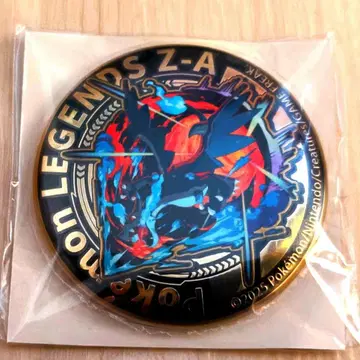 Pokémon LEGENDS Z-A
©2025 Pokémon/Nintendo/Creatures/GAME FREAK